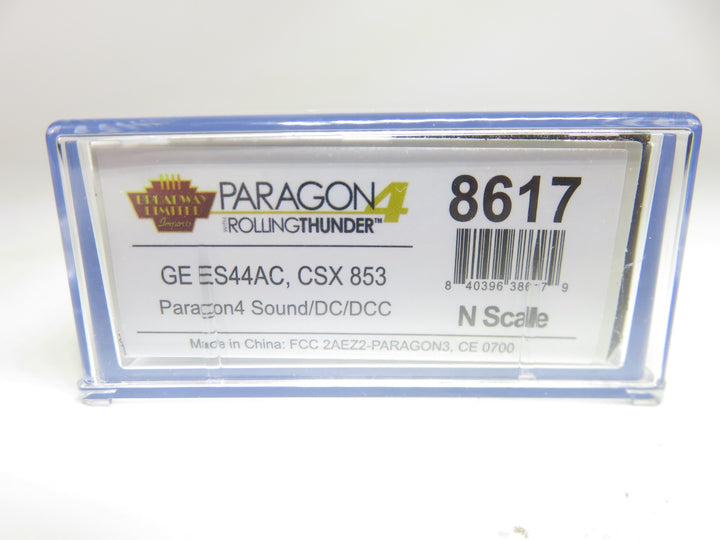 BROADWAY
LIMITED
Imports
PARAGON4
WITH ROLLINGTHUNDER™
8617
GE ES44AC, CSX 853
Paragon4 Sound/DC/DCC
N Scale
Made in China: FCC 2AEZ2-PARAGON3, CE 0700